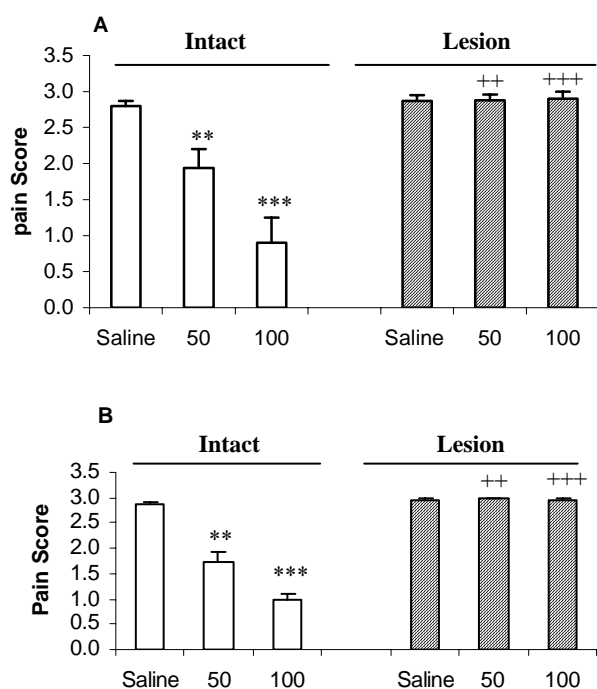 A
Intact Lesion
3.5
3.0
2.5
2.0
1.5
1.0
0.5
0.0
pain Score
** *** ++ +++
Saline 50 100 Saline 50 100
B
Intact Lesion
3.5
3.0
2.5
2.0
1.5
1.0
0.5
0.0
Pain Score
** *** ++ +++
Saline 50 100 Saline 50 100